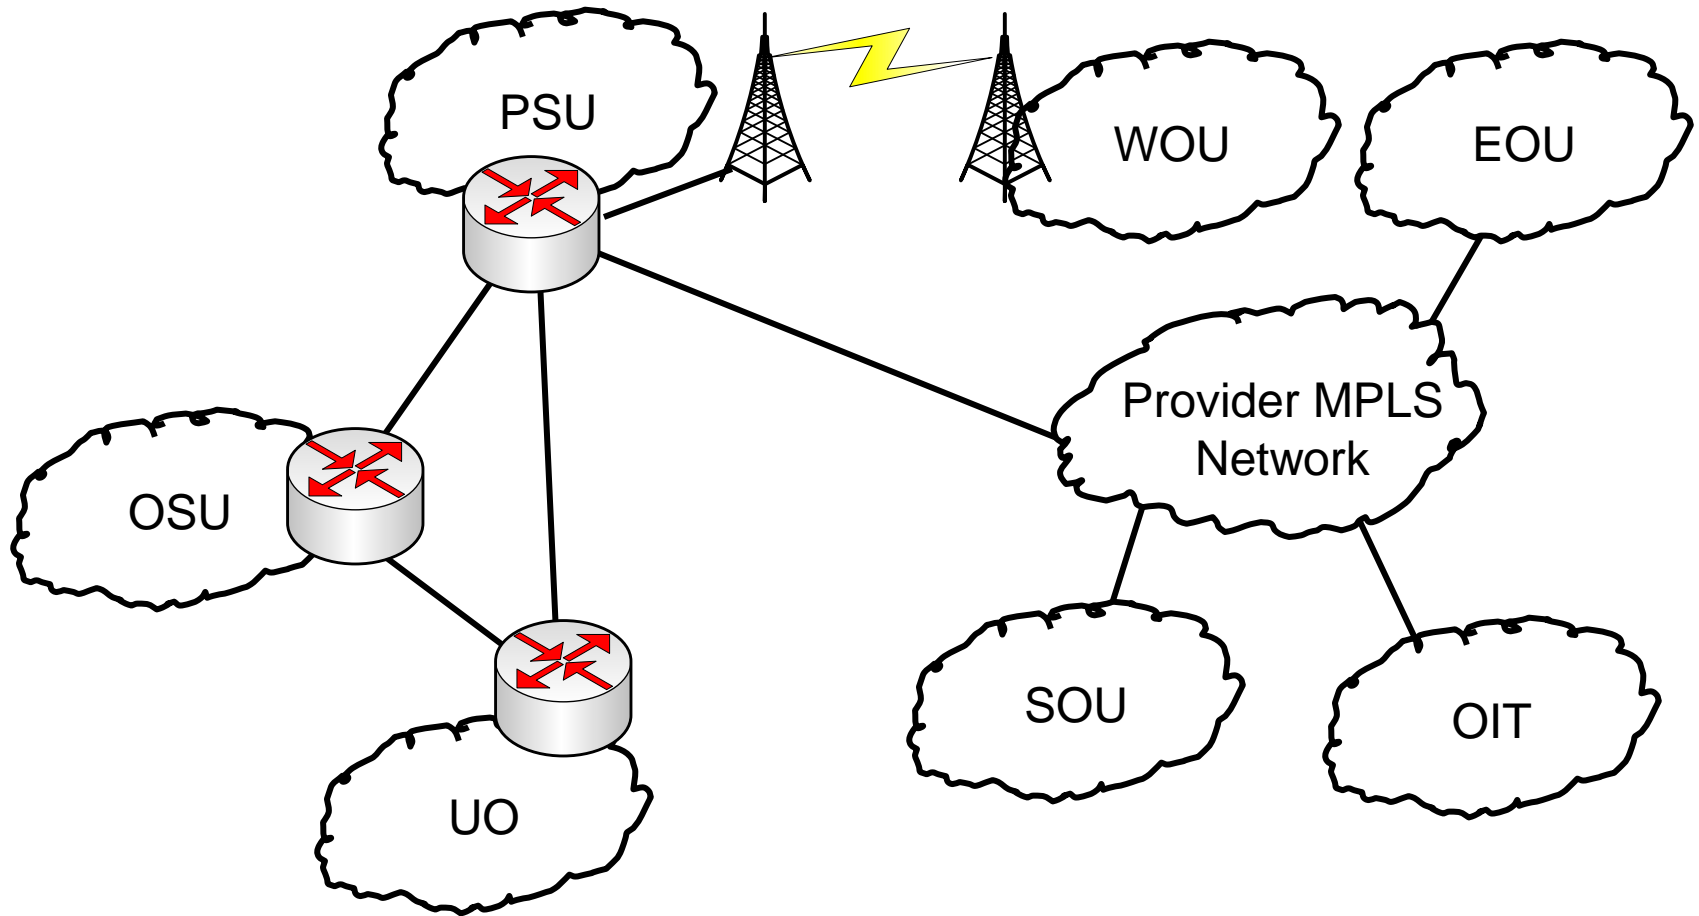 PSU
WOU
EOU
Provider MPLS
Network
OSU
SOU
OIT
UO